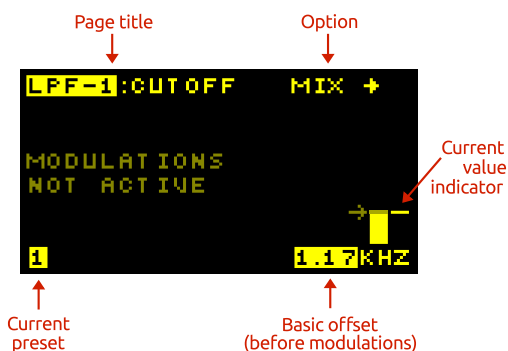 Page title
Option
LPF-1:CUTOFF
MIX →
MODULATIONS
NOT ACTIVE
Current
value
indicator
1
1.17KHZ
Current
preset
Basic offset
(before modulations)